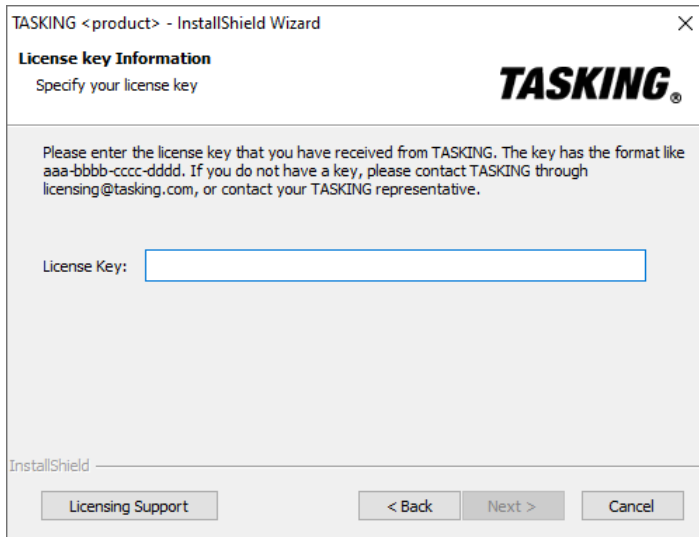 TASKING <product> - InstallShield Wizard
License key Information
Specify your license key
TASKING®
Please enter the license key that you have received from TASKING. The key has the format like
aaa-bbbb-cccc-dddd. If you do not have a key, please contact TASKING through
licensing@tasking.com, or contact your TASKING representative.
License Key:
InstallShield
Licensing Support
< Back
Next >
Cancel